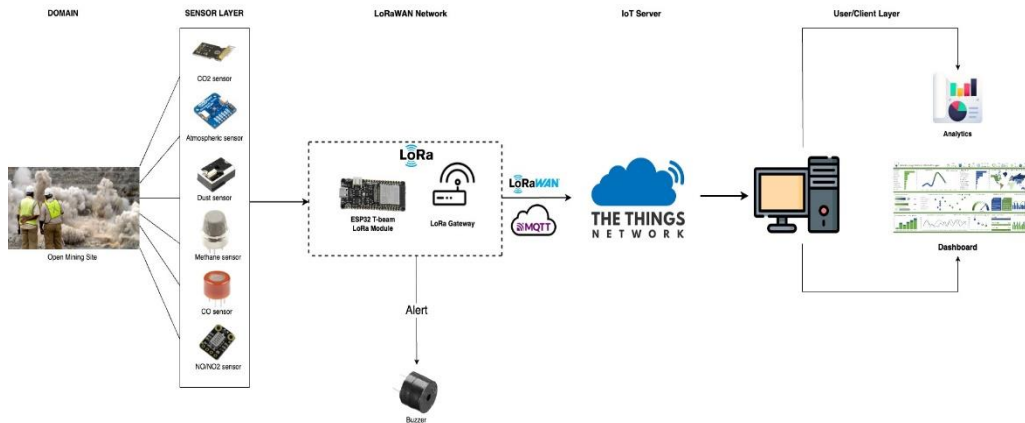 DOMAIN
SENSOR LAYER
LoRaWAN Network
IoT Server
User/Client Layer
CO2 sensor
Atmospheric sensor
Dust sensor
Methane sensor
CO sensor
NO/NO2 sensor
Open Mining Site
LoRa
ESP32 T-beam
LoRa Module
LoRa Gateway
LoRaWAN
MQTT
THE THINGS
NETWORK
Analytics
Dashboard
Alert
Buzzer